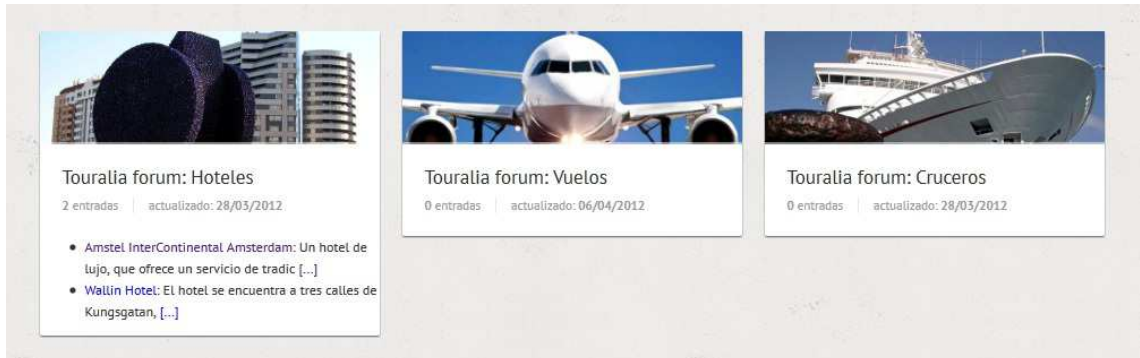 Touralia forum: Hoteles
2 entradas actualizado: 28/03/2012
Amstel InterContinental Amsterdam: Un hotel de
lujo, que ofrece un servicio de tradic [...]
Wallin Hotel: El hotel se encuentra a tres calles de
Kungsgatan, [...]
Touralia forum: Vuelos
0 entradas actualizado: 06/04/2012
Touralia forum: Cruceros
0 entradas actualizado: 28/03/2012